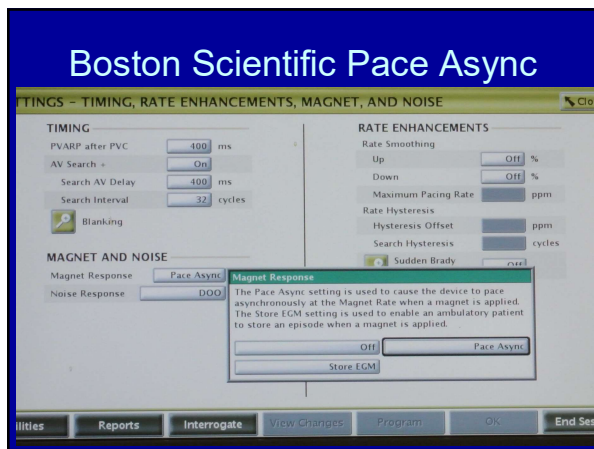 Boston Scientific Pace Async
TTINGS – TIMING, RATE ENHANCEMENTS, MAGNET, AND NOISE Clo
TIMING
PVARP after PVC 400 ms
AV Search + On
Search AV Delay 400 ms
Search Interval 32 cycles
Blanking
MAGNET AND NOISE
Magnet Response Pace Async
Noise Response DOO
RATE ENHANCEMENTS
Rate Smoothing
Up Off %
Down Off %
Maximum Pacing Rate ppm
Rate Hysteresis
Hysteresis Offset ppm
Search Hysteresis cycles
Sudden Brady Off
Magnet Response
The Pace Async setting is used to cause the device to pace
asynchronously at the Magnet Rate when a magnet is applied.
The Store EGM setting is used to enable an ambulatory patient
to store an episode when a magnet is applied.
Off Pace Async
Store EGM
ilities Reports Interrogate View Changes Program OK End Ses